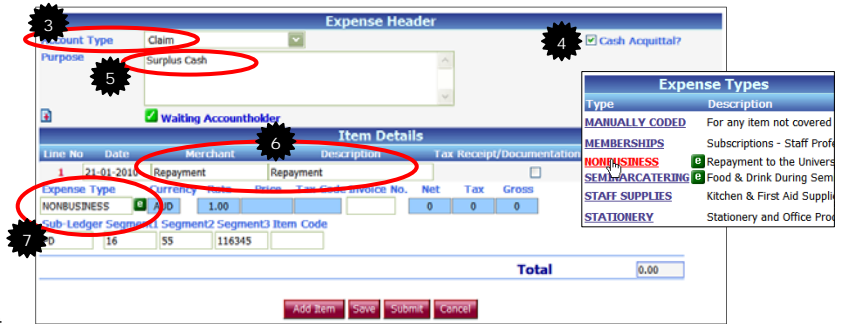 Expense Header
3
Account Type Claim
4
Cash Acquittal?
Purpose Surplus Cash
5
Waiting Accountholder
6
Item Details
Line No Date Merchant Description Tax Receipt/Documentation
1 21-01-2010 Repayment Repayment
Expense Type Currency Rate Price Tax Code Invoice No. Net Tax Gross
NONBUSINESS e AUD 1.00 0 0 0
Sub-Ledger Segment1 Segment2 Segment3 Item Code
7
16 55 116345
Total 0.00
Add Item Save Submit Cancel
Expense Types
Type Description
MANUALLY CODED For any item not covered
MEMBERSHIPS Subscriptions - Staff Profe
NONBUSINESS e Repayment to the Univers
SEMINARCATERING e Food & Drink During Sem
STAFF SUPPLIES Kitchen & First Aid Supplie
STATIONERY Stationery and Office Proc